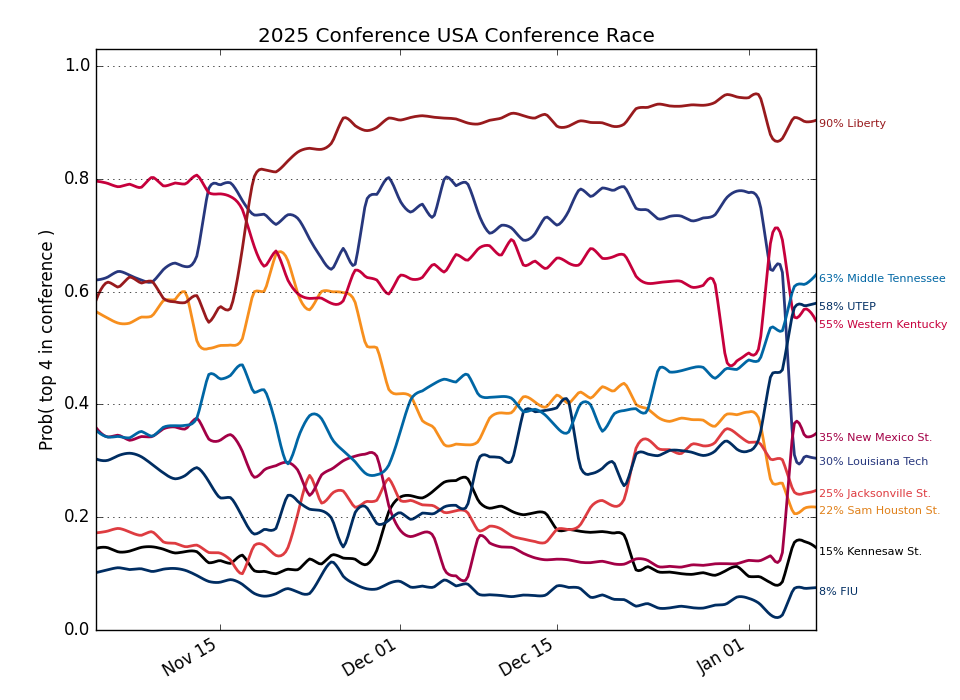 2025 Conference USA Conference Race
Prob( top 4 in conference )
1.0
0.8
0.6
0.4
0.2
0.0
Nov 15
Dec 01
Dec 15
Jan 01
90% Liberty
63% Middle Tennessee
58% UTEP
55% Western Kentucky
35% New Mexico St.
30% Louisiana Tech
25% Jacksonville St.
22% Sam Houston St.
15% Kennesaw St.
8% FIU